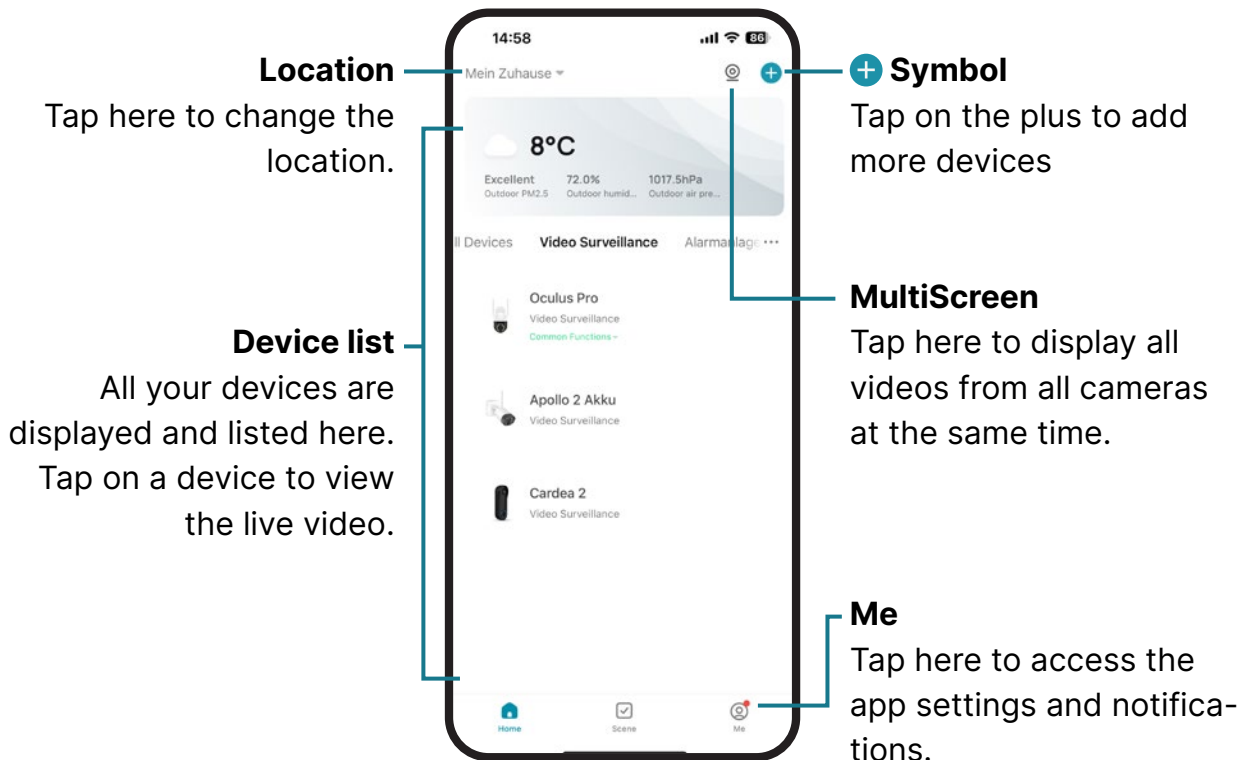 Location
Tap here to change the
location.
Device list
All your devices are
displayed and listed here.
Tap on a device to view
the live video.
14:58
86
Mein Zuhause
8°C
Excellent 72.0% 1017.5hPa
Outdoor PM2.5 Outdoor humid... Outdoor air pre...
ll Devices Video Surveillance Alarmanlage ...
Oculus Pro
Video Surveillance
Common Functions
Apollo 2 Akku
Video Surveillance
Cardea 2
Video Surveillance
Home Scene Me
+ Symbol
Tap on the plus to add
more devices
MultiScreen
Tap here to display all
videos from all cameras
at the same time.
Me
Tap here to access the
app settings and notifica-
tions.